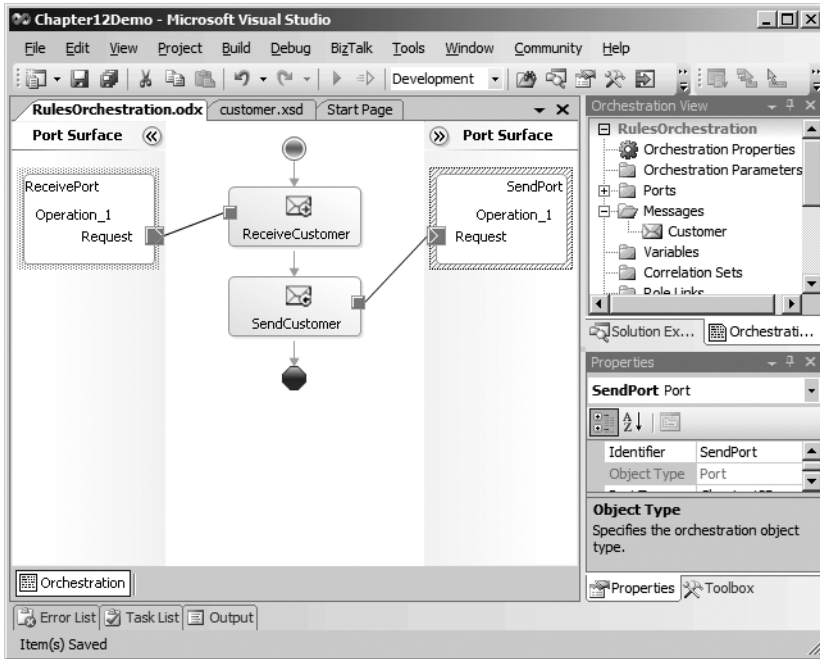 Chapter12Demo - Microsoft Visual Studio
File Edit View Project Build Debug BizTalk Tools Window Community Help
Development
RulesOrchestration.odx customer.xsd Start Page
Port Surface
Port Surface
ReceivePort
Operation_1
Request
ReceiveCustomer
SendCustomer
SendPort
Operation_1
Request
Orchestration
Orchestration View
RulesOrchestration
Orchestration Properties
Orchestration Parameters
Ports
Messages
Customer
Variables
Correlation Sets
Role Links
Solution Ex... Orchestrati...
Properties
SendPort Port
Identifier SendPort
Object Type Port
Object Type
Specifies the orchestration object
type.
Properties Toolbox
Error List Task List Output
Item(s) Saved